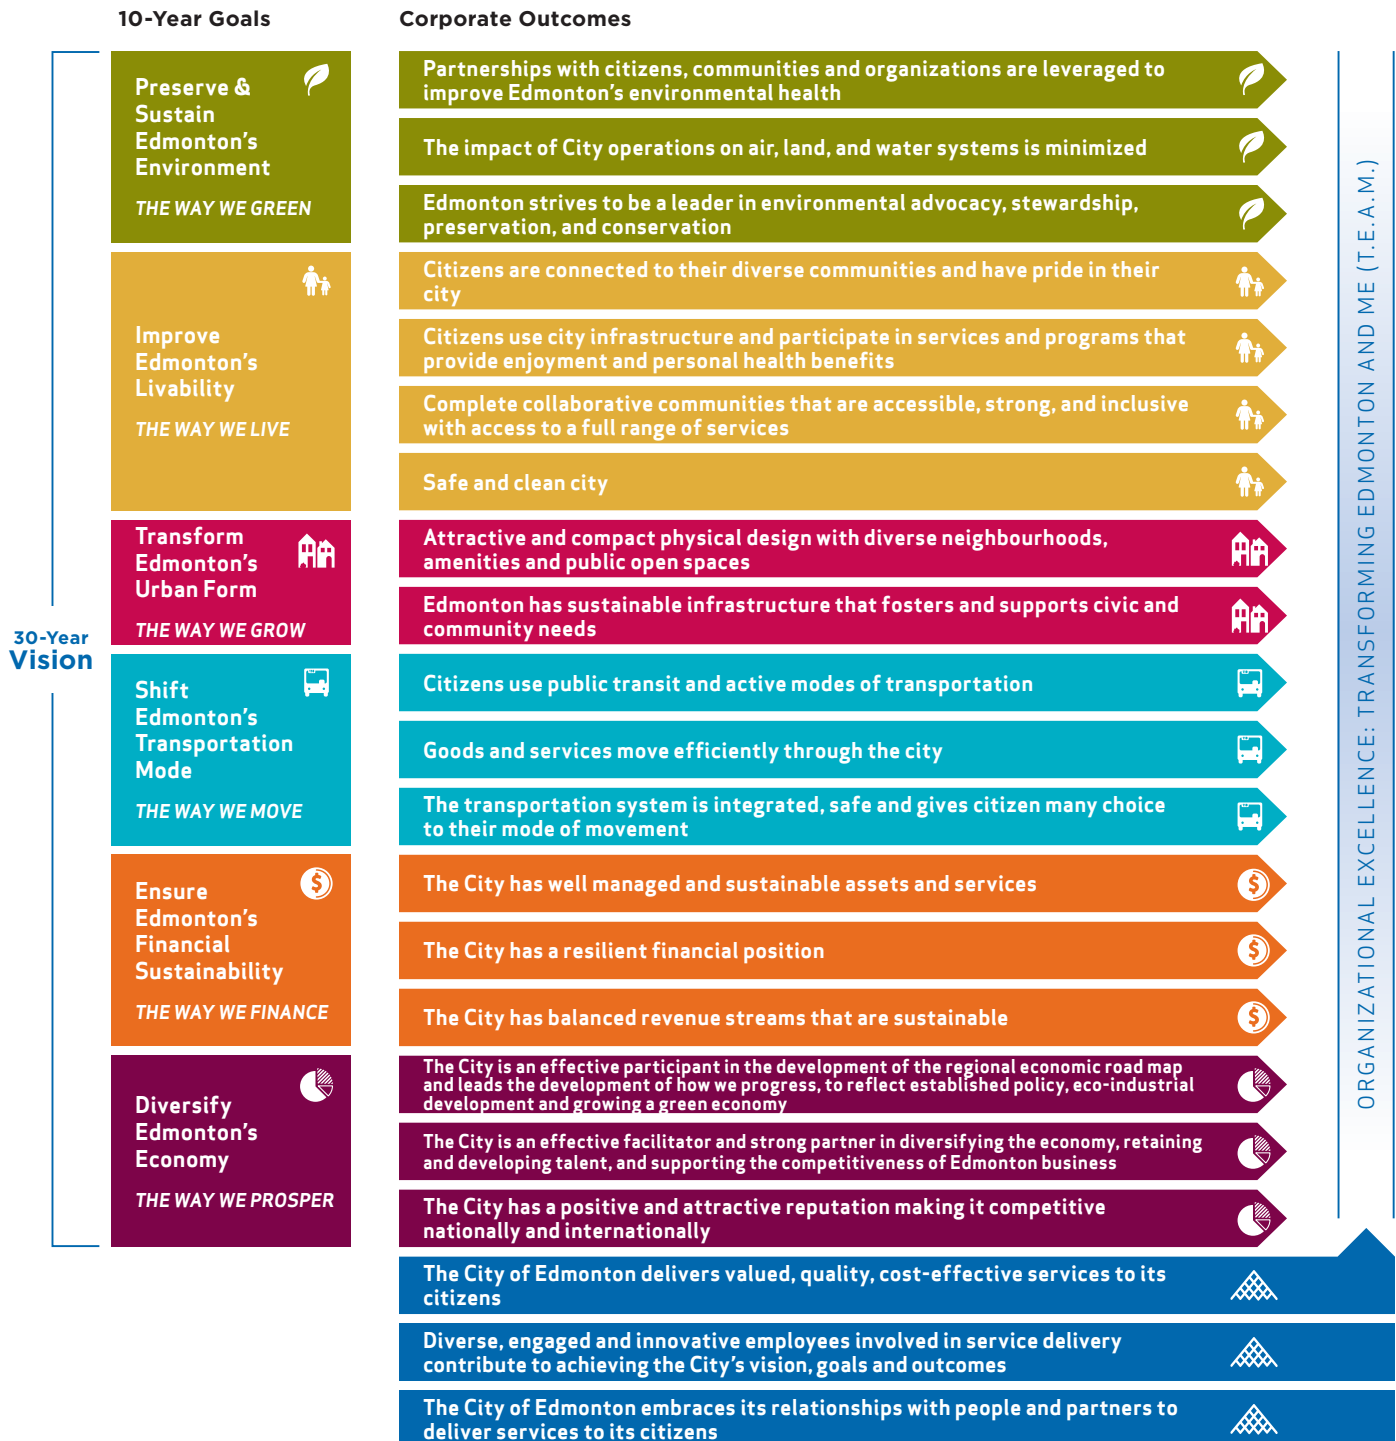 10-Year Goals
Corporate Outcomes
30-Year
Vision
Preserve &
Sustain
Edmonton's
Environment
THE WAY WE GREEN
Partnerships with citizens, communities and organizations are leveraged to
improve Edmonton's environmental health
The impact of City operations on air, land, and water systems is minimized
Edmonton strives to be a leader in environmental advocacy, stewardship,
preservation, and conservation
Improve
Edmonton's
Livability
THE WAY WE LIVE
Citizens are connected to their diverse communities and have pride in their
city
Citizens use city infrastructure and participate in services and programs that
provide enjoyment and personal health benefits
Complete collaborative communities that are accessible, strong, and inclusive
with access to a full range of services
Safe and clean city
Transform
Edmonton's
Urban Form
THE WAY WE GROW
Attractive and compact physical design with diverse neighbourhoods,
amenities and public open spaces
Edmonton has sustainable infrastructure that fosters and supports civic and
community needs
Shift
Edmonton's
Transportation
Mode
THE WAY WE MOVE
Citizens use public transit and active modes of transportation
Goods and services move efficiently through the city
The transportation system is integrated, safe and gives citizen many choice
to their mode of movement
Ensure
Edmonton's
Financial
Sustainability
THE WAY WE FINANCE
The City has well managed and sustainable assets and services
The City has a resilient financial position
The City has balanced revenue streams that are sustainable
Diversify
Edmonton's
Economy
THE WAY WE PROSPER
The City is an effective participant in the development of the regional economic road map
and leads the development of how we progress, to reflect established policy, eco-industrial
development and growing a green economy
The City is an effective facilitator and strong partner in diversifying the economy, retaining
and developing talent, and supporting the competitiveness of Edmonton business
The City has a positive and attractive reputation making it competitive
nationally and internationally
The City of Edmonton delivers valued, quality, cost-effective services to its
citizens
Diverse, engaged and innovative employees involved in service delivery
contribute to achieving the City's vision, goals and outcomes
The City of Edmonton embraces its relationships with people and partners to
deliver services to its citizens
ORGANIZATIONAL EXCELLENCE: TRANSFORMING EDMONTON AND ME (T.E.A.M.)